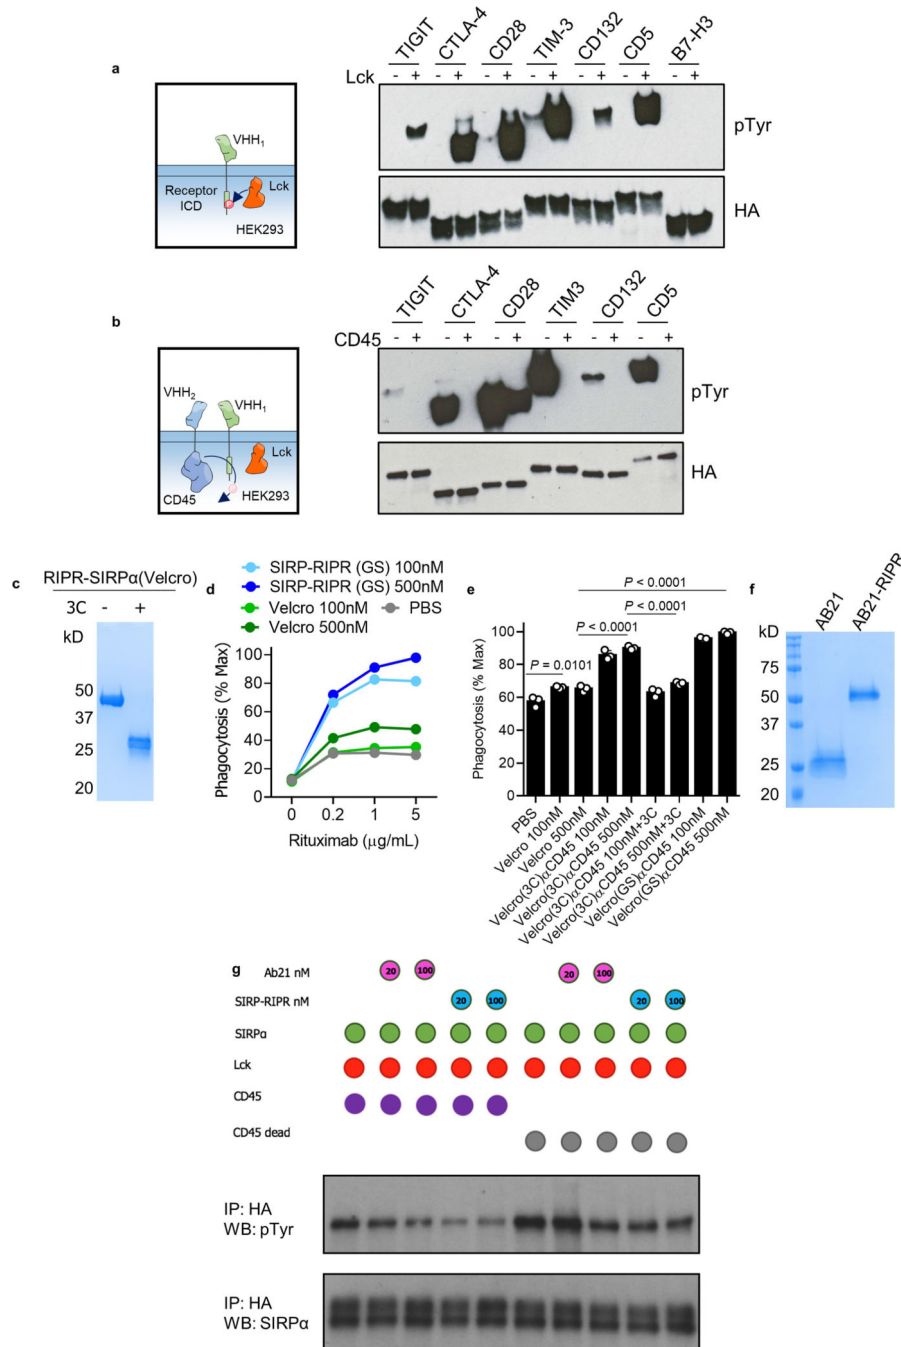 a
Lck
TIGIT
CTLA-4
CD28
TIM-3
CD132
CD5
B7-H3
- + - + - + - + - + - + - +
pTyr
HA
VHH1
Receptor
ICD
Lck
HEK293
b
CD45
TIGIT
CTLA-4
CD28
TIM3
CD132
CD5
- + - + - + - + - + - +
pTyr
HA
VHH2
VHH1
Lck
CD45
HEK293
c
RIPR-SIRPα(Velcro)
3C - +
kD
50
37
25
20
d
SIRP-RIPR (GS) 100nM
SIRP-RIPR (GS) 500nM
Velcro 100nM
PBS
Velcro 500nM
Phagocytosis (% Max)
100
80
60
40
20
0
0 0.2 1 5
Rituximab (μg/mL)
e
P < 0.0001
P < 0.0001
P < 0.0001
P = 0.0101
Phagocytosis (% Max)
100
80
60
40
20
0
PBS
Velcro 100nM
Velcro 500nM
Velcro(3C)αCD45 100nM
Velcro(3C)αCD45 500nM
Velcro(3C)αCD45 100nM+3C
Velcro(3C)αCD45 500nM+3C
Velcro(GS)αCD45 100nM
Velcro(GS)αCD45 500nM
f
AB21
AB21-RIPR
kD
75
50
37
25
20
g
Ab21 nM 20 100 20 100
SIRP-RIPR nM 20 100 20 100
SIRPα
Lck
CD45
CD45 dead
IP: HA
WB: pTyr
IP: HA
WB: SIRPα